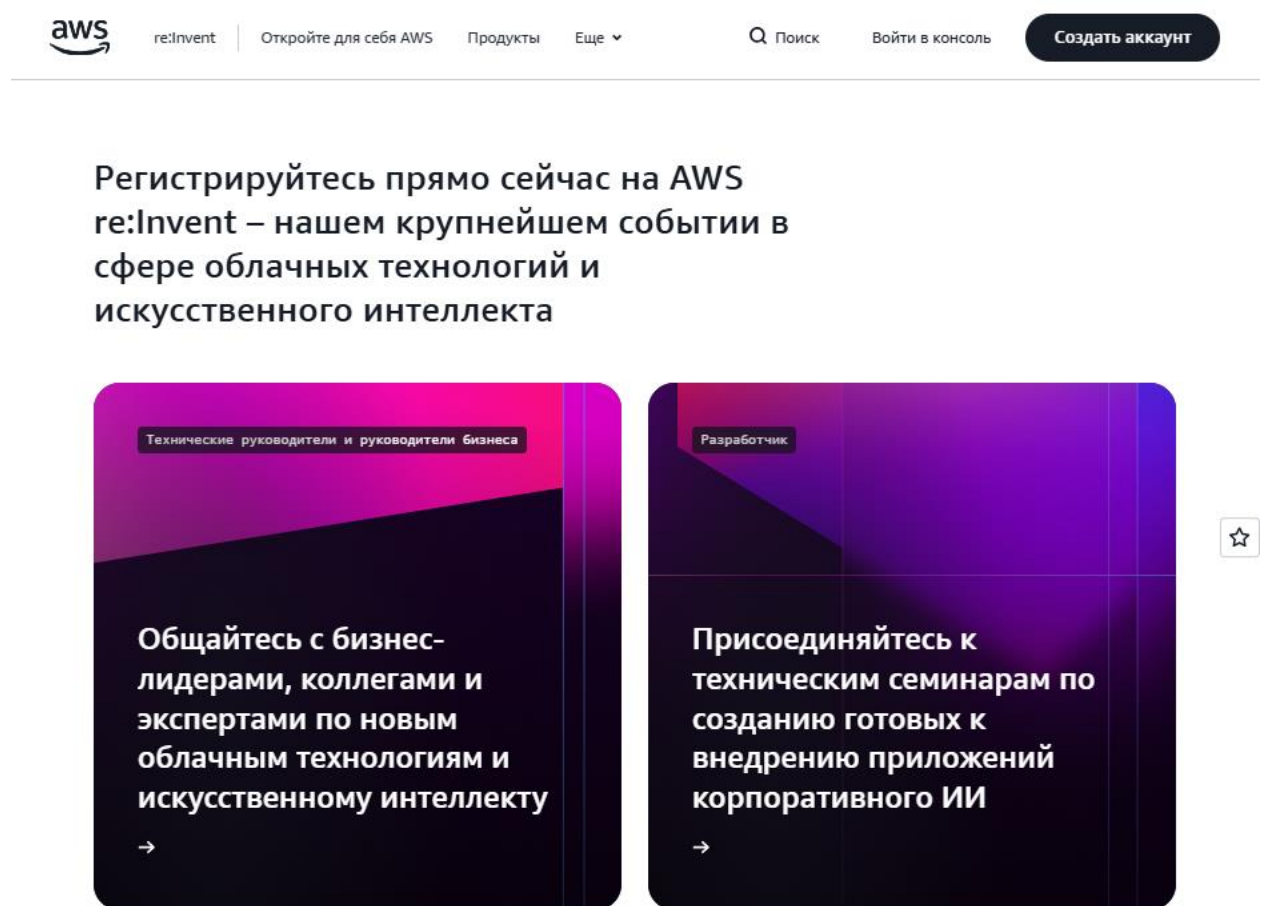 aws
re:Invent
Откройте для себя AWS
Продукты
Еще
Поиск
Войти в консоль
Создать аккаунт
Регистрируйтесь прямо сейчас на AWS
re:Invent – нашем крупнейшем событии в
сфере облачных технологий и
искусственного интеллекта
Технические руководители и руководители бизнеса
Общайтесь с бизнес-
лидерами, коллегами и
экспертами по новым
облачным технологиям и
искусственному интеллекту
→
Разработчик
Присоединяйтесь к
техническим семинарам по
созданию готовых к
внедрению приложений
корпоративного ИИ
→